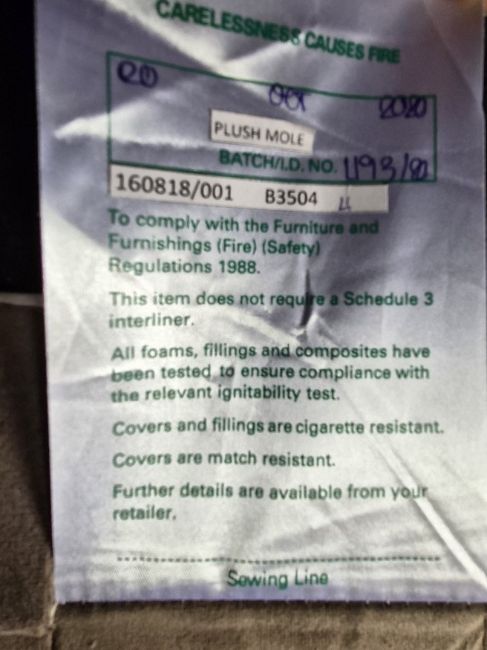 CARELESSNESS CAUSES FIRE
20 OCT 2020
PLUSH MOLE
BATCH/I.D. NO. 1193/20
160818/001 B3504
To comply with the Furniture and
Furnishings (Fire) (Safety)
Regulations 1988.
This item does not require a Schedule 3
interliner.
All foams, fillings and composites have
been tested to ensure compliance with
the relevant ignitability test.
Covers and fillings are cigarette resistant.
Covers are match resistant.
Further details are available from your
retailer.
Sewing Line